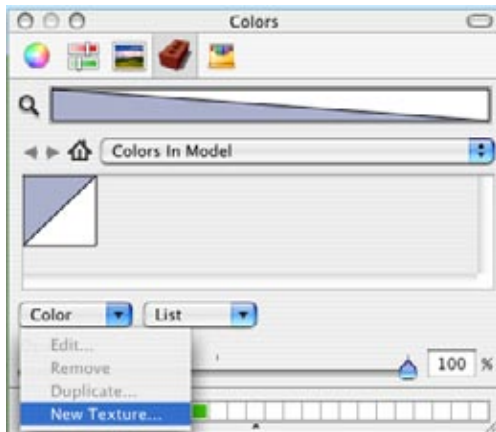 Colors
Colors In Model
Color List
Edit...
Remove
100 %
Duplicate...
New Texture...